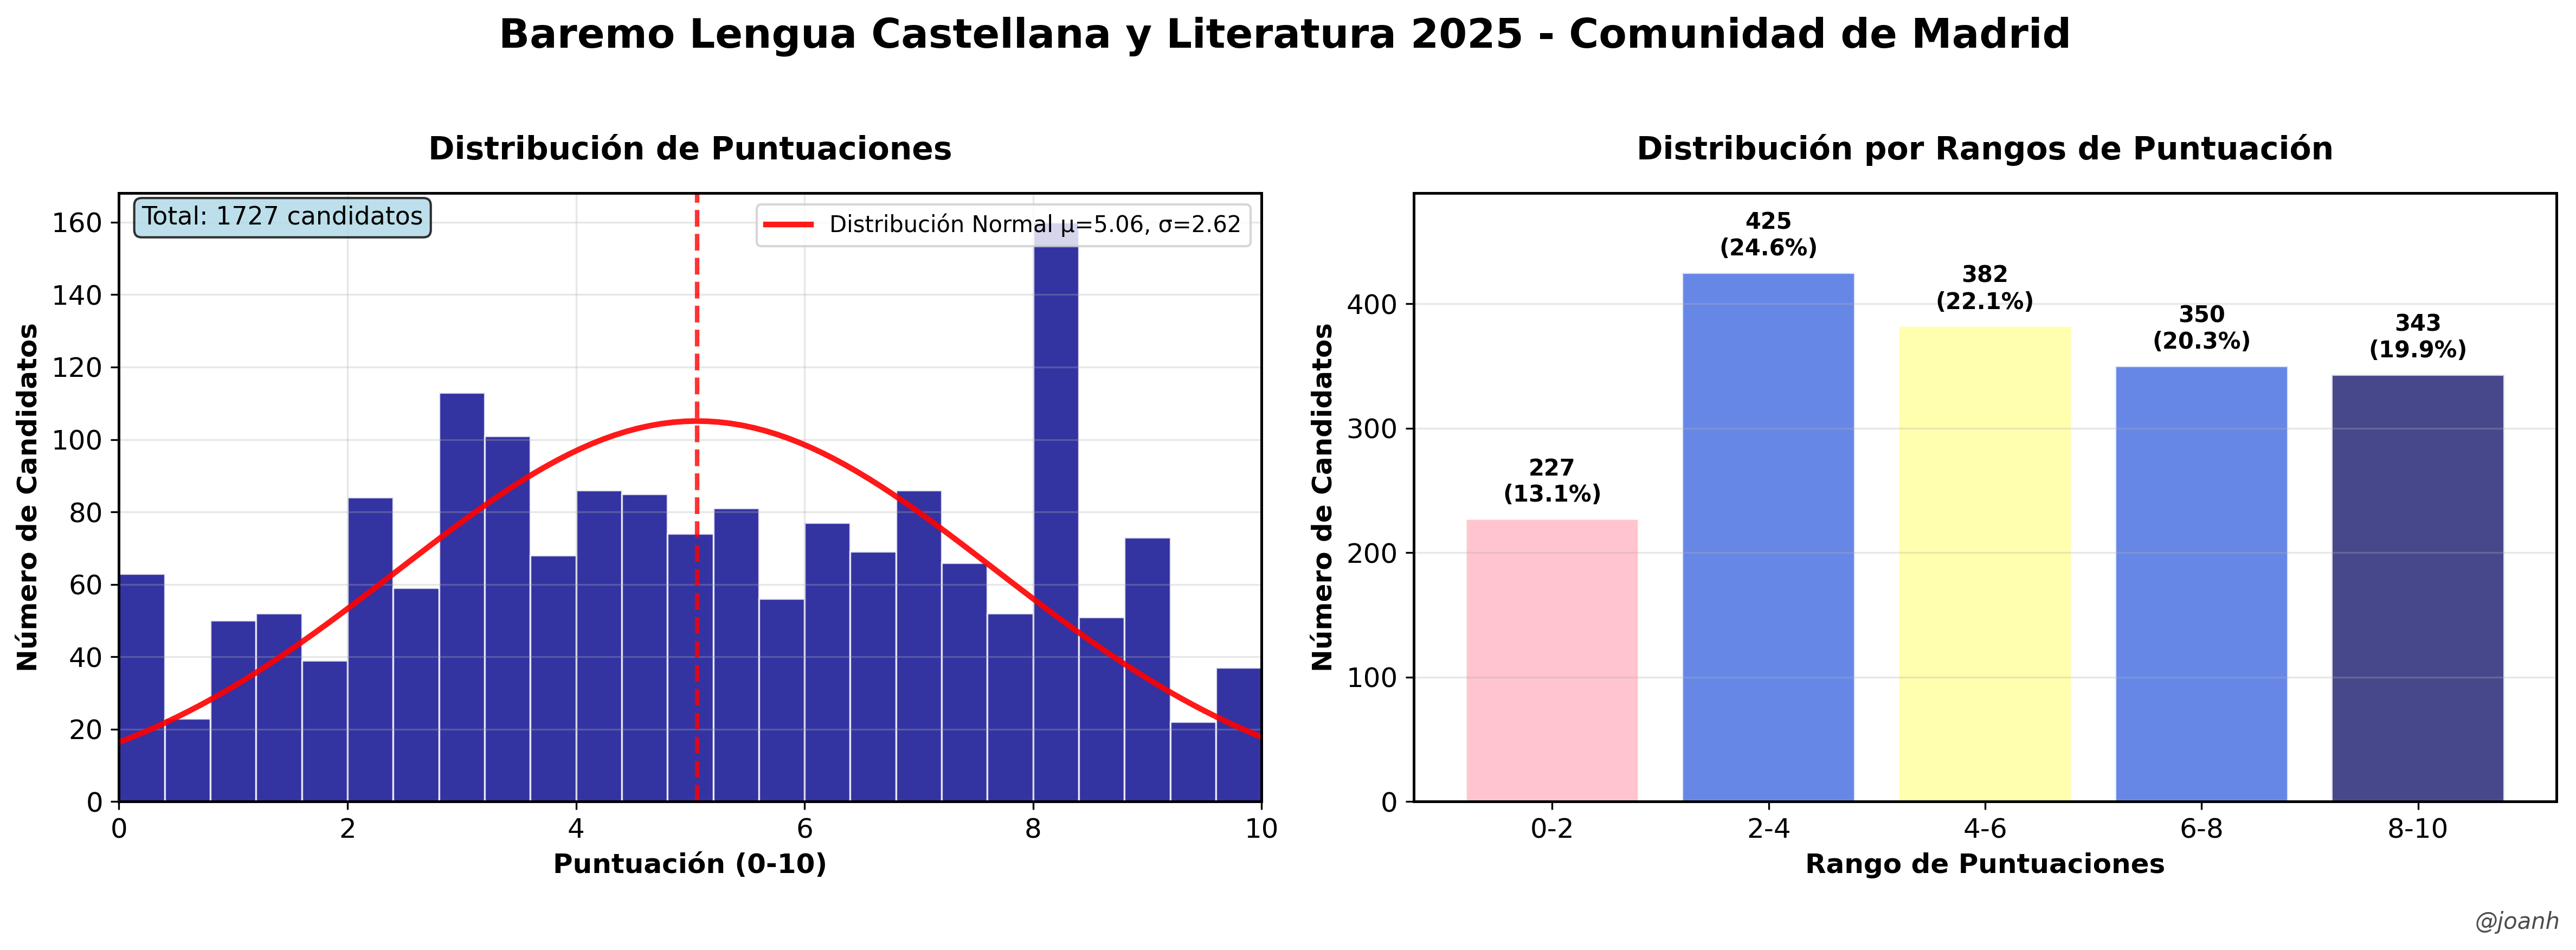 Baremo Lengua Castellana y Literatura 2025 - Comunidad de Madrid
Distribución de Puntuaciones
Total: 1727 candidatos
Distribución Normal μ=5.06, σ=2.62
Número de Candidatos
160
140
120
100
80
60
40
20
0
0 2 4 6 8 10
Puntuación (0-10)
Distribución por Rangos de Puntuación
Número de Candidatos
400
300
200
100
0
227
(13.1%)
425
(24.6%)
382
(22.1%)
350
(20.3%)
343
(19.9%)
0-2 2-4 4-6 6-8 8-10
Rango de Puntuaciones
@joanh